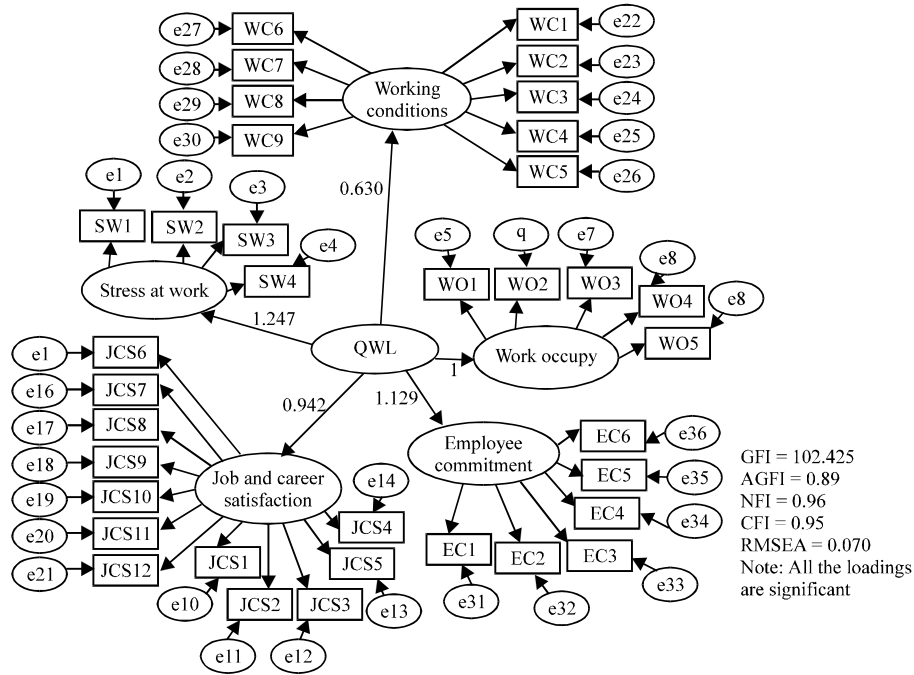 e27
WC6
WC1
e22
e28
WC7
Working
conditions
WC2
e23
e29
WC8
WC3
e24
e30
WC9
WC4
e25
WC5
e26
0.630
e1
e2
e3
SW1
SW2
SW3
e4
SW4
Stress at work
1.247
e5
q
e7
WO1
WO2
WO3
e8
WO4
e8
WO5
QWL
1
Work occupy
0.942
1.129
e1
JCS6
e16
JCS7
e17
JCS8
e18
JCS9
e19
JCS10
e20
JCS11
e21
JCS12
Job and career
satisfaction
e14
JCS4
JCS1
JCS5
e10
JCS2
JCS3
e13
e11
e12
Employee
commitment
EC6
e36
EC5
e35
EC4
e34
EC1
EC2
EC3
e33
e31
e32
GFI = 102.425
AGFI = 0.89
NFI = 0.96
CFI = 0.95
RMSEA = 0.070
Note: All the loadings
are significant